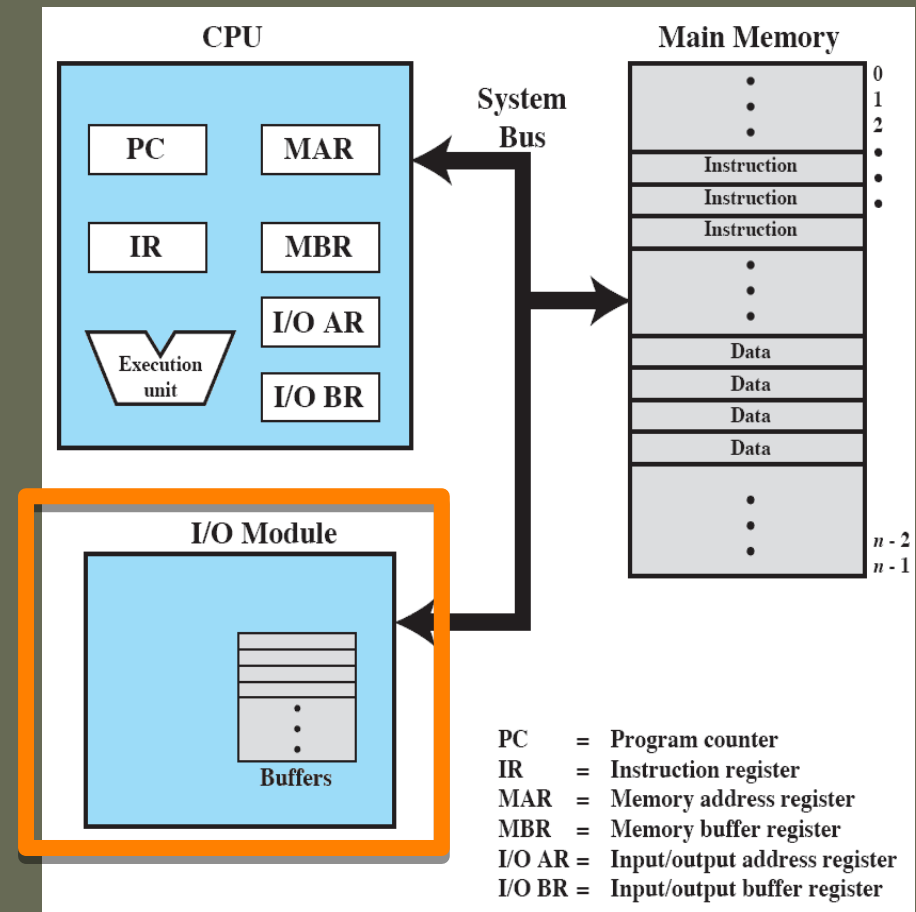 CPU
PC
MAR
IR
MBR
I/O AR
Execution
unit
I/O BR
System
Bus
Main Memory
0
1
2
Instruction
Instruction
Instruction
Data
Data
Data
Data
n - 2
n - 1
I/O Module
Buffers
PC = Program counter
IR = Instruction register
MAR = Memory address register
MBR = Memory buffer register
I/O AR = Input/output address register
I/O BR = Input/output buffer register